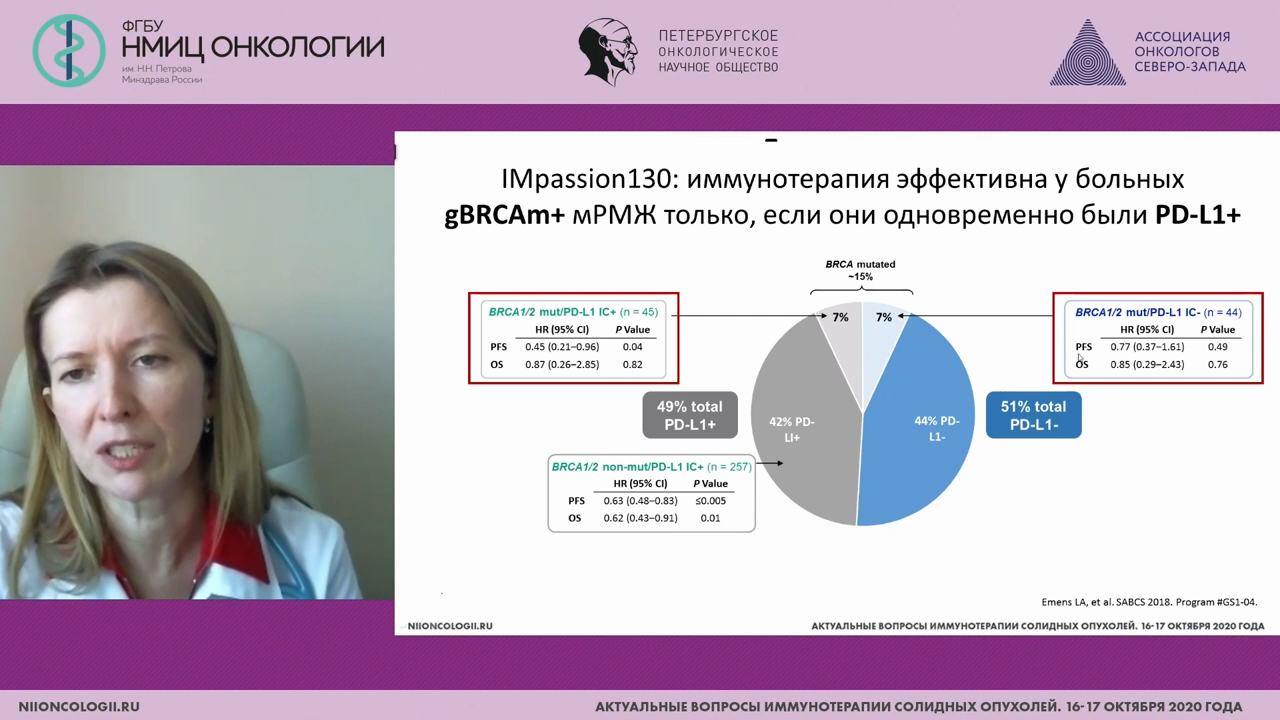 ФГБУ
НМИЦ ОНКОЛОГИИ
им. Н.Н. Петрова
Минздрава России
ПЕТЕРБУРГСКОЕ
ОНКОЛОГИЧЕСКОЕ
НАУЧНОЕ ОБЩЕСТВО
АССОЦИАЦИЯ
ОНКОЛОГОВ
СЕВЕРО-ЗАПАДА
IMpassion130: иммунотерапия эффективна у больных
gBRCAm+ мРМЖ только, если они одновременно были PD-L1+
BRCA mutated
~15%
BRCA1/2 mut/PD-L1 IC+ (n = 45)
HR (95% CI) P Value
PFS 0.45 (0.21–0.96) 0.04
OS 0.87 (0.26–2.85) 0.82
7%
7%
BRCA1/2 mut/PD-L1 IC- (n = 44)
HR (95% CI) P Value
PFS 0.77 (0.37–1.61) 0.49
OS 0.85 (0.29–2.43) 0.76
49% total
PD-L1+
42% PD-
LI+
44% PD-
L1-
51% total
PD-L1-
BRCA1/2 non-mut/PD-L1 IC+ (n = 257)
HR (95% CI) P Value
PFS 0.63 (0.48–0.83) ≤0.005
OS 0.62 (0.43–0.91) 0.01
Emens LA, et al. SABCS 2018. Program #GS1-04.
NIIONCOLOGII.RU
АКТУАЛЬНЫЕ ВОПРОСЫ ИММУНОТЕРАПИИ СОЛИДНЫХ ОПУХОЛЕЙ. 16-17 ОКТЯБРЯ 2020 ГОДА
NIIONCOLOGII.RU
АКТУАЛЬНЫЕ ВОПРОСЫ ИММУНОТЕРАПИИ СОЛИДНЫХ ОПУХОЛЕЙ. 16-17 ОКТЯБРЯ 2020 ГОДА